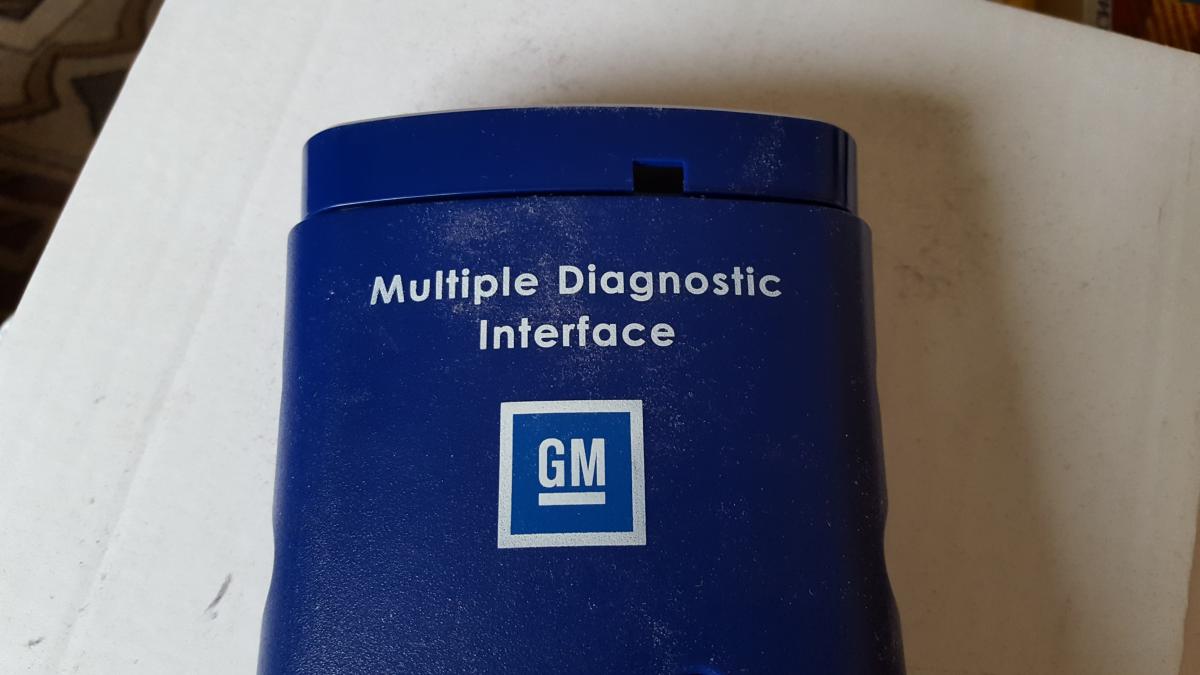 Multiple Diagnostic
Interface
GM